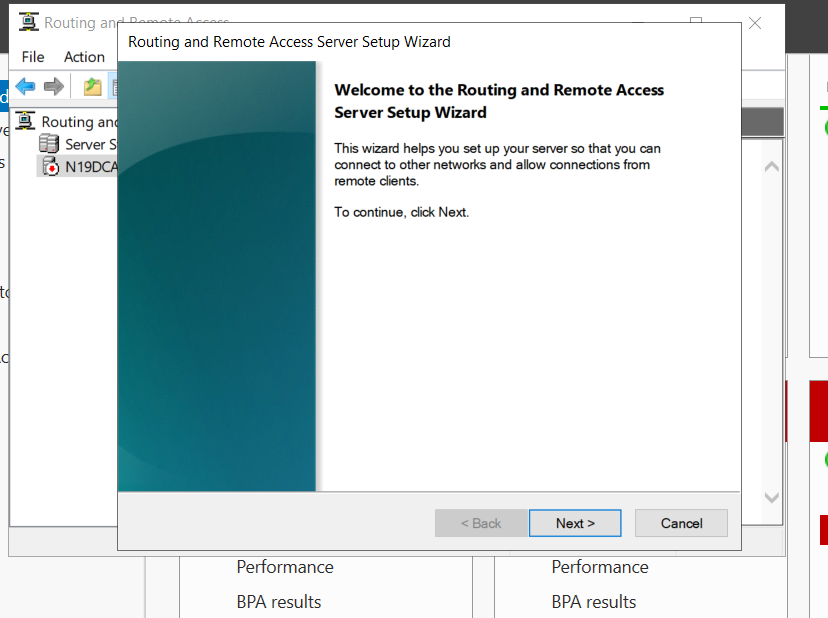 Routing and Remote Access
Routing and Remote Access Server Setup Wizard
File Action
Welcome to the Routing and Remote Access
Server Setup Wizard
Routing and
Server S
N19DCA
This wizard helps you set up your server so that you can
connect to other networks and allow connections from
remote clients.
To continue, click Next.
< Back Next > Cancel
Performance Performance
BPA results BPA results